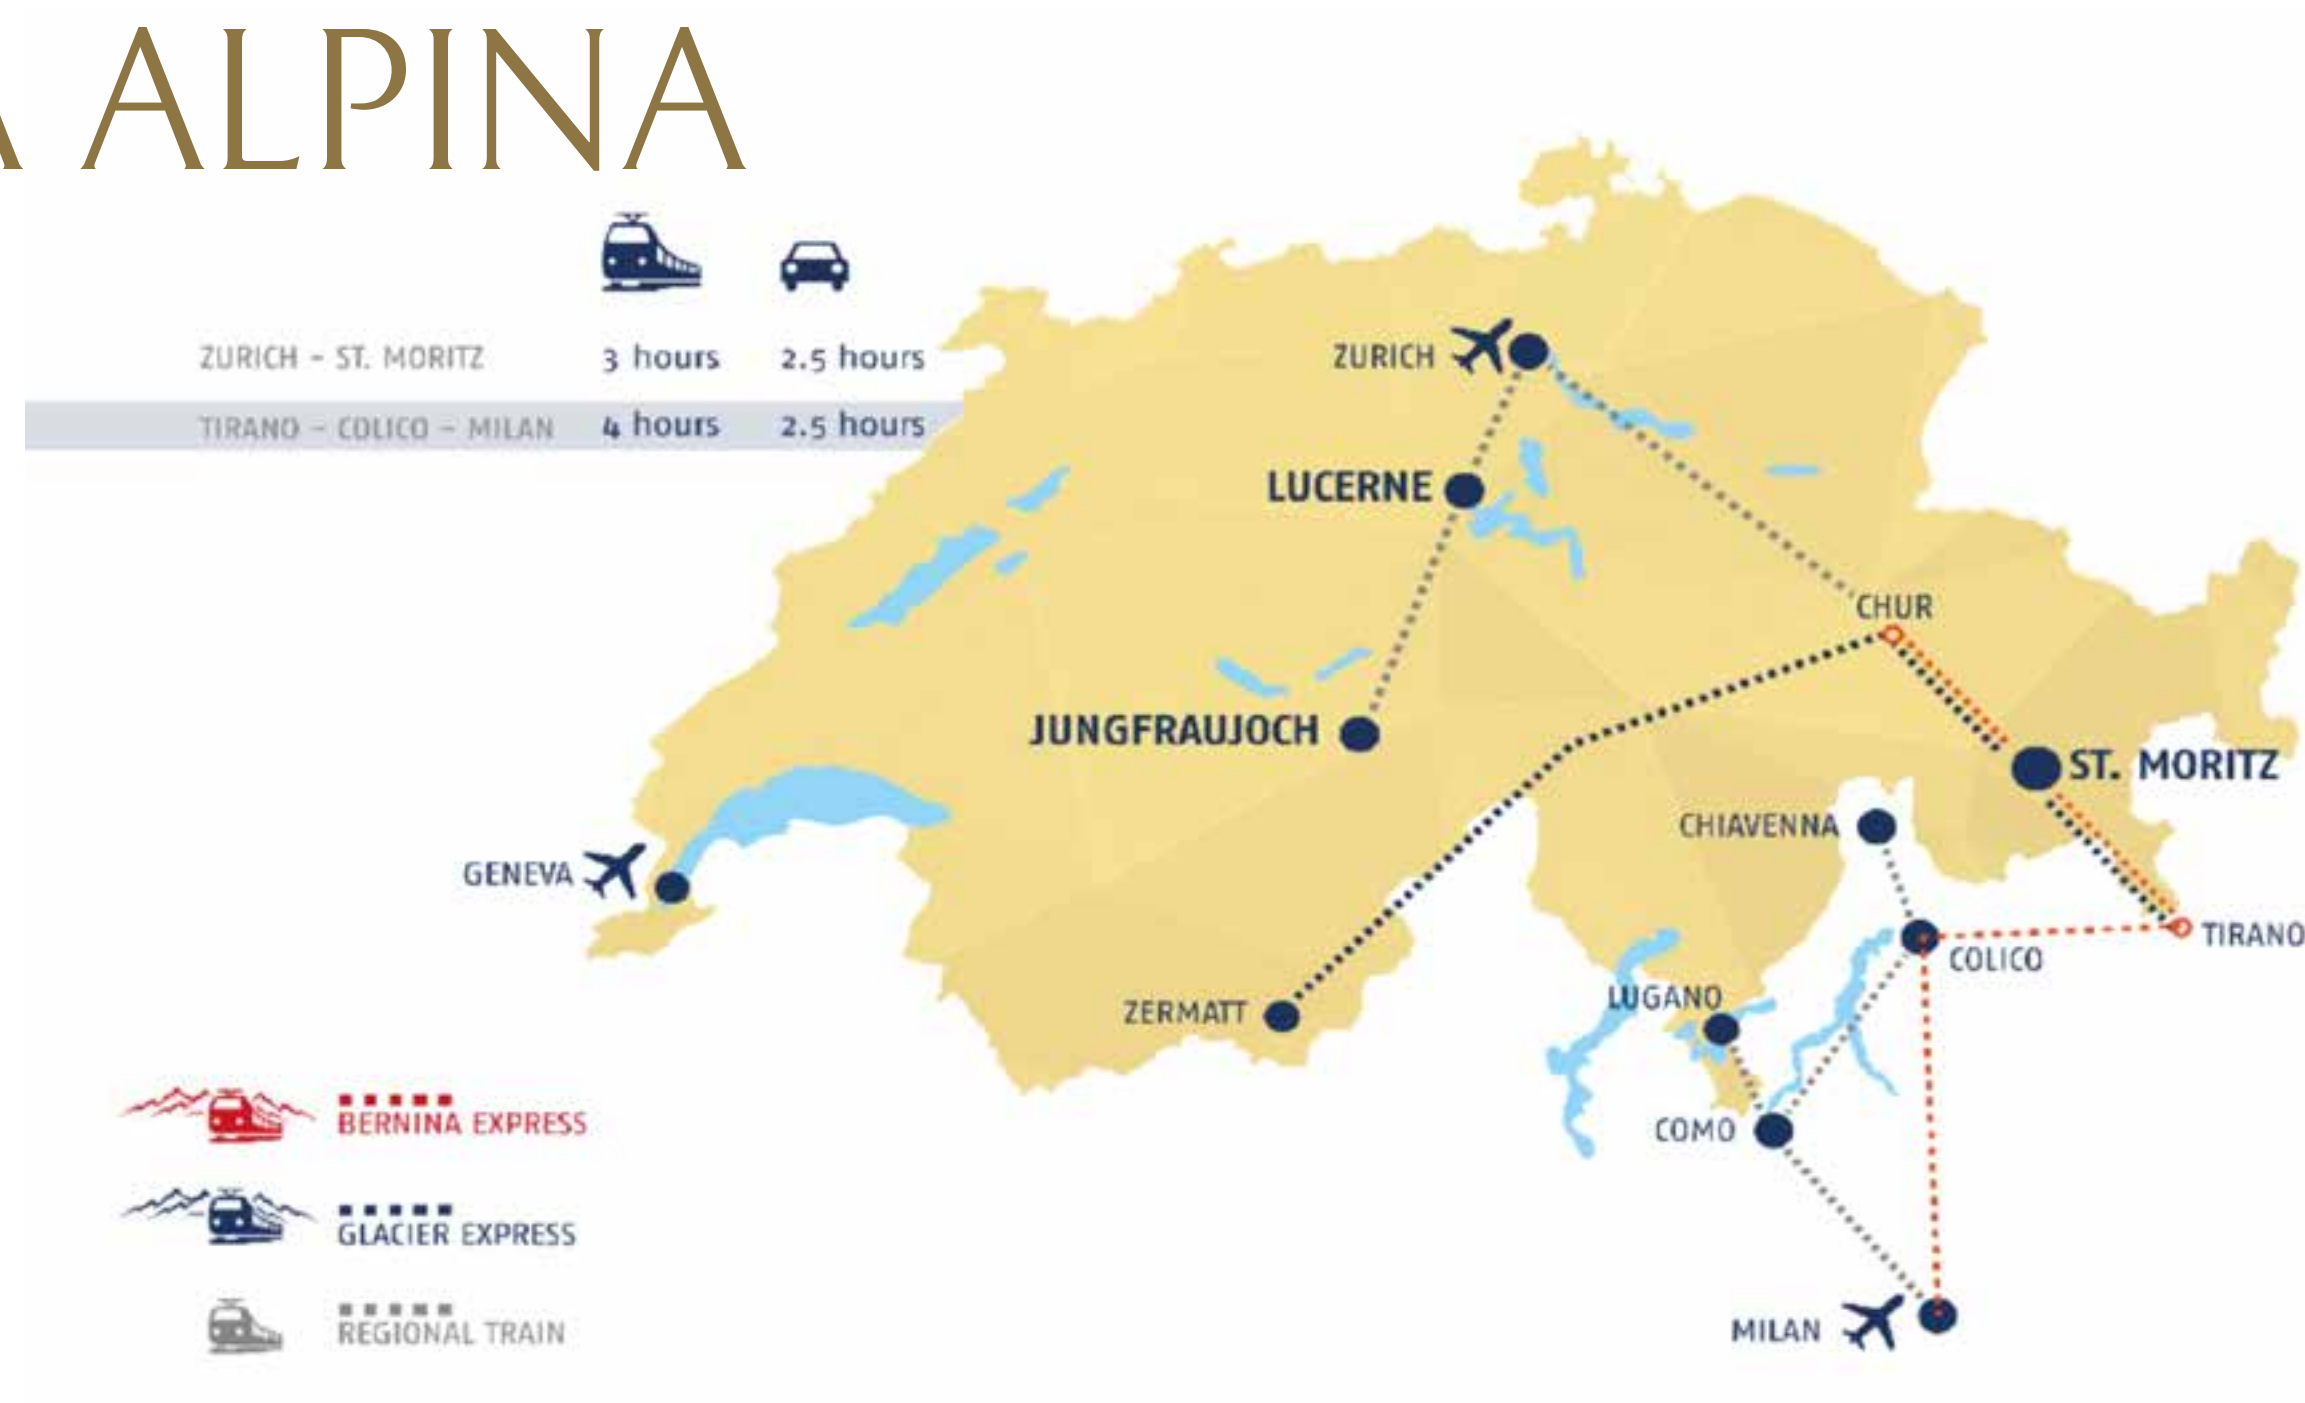 ALPINA
ZURICH – ST. MORITZ 3 hours 2.5 hours
TIRANO – COLICO – MILAN 4 hours 2.5 hours
ZURICH
LUCERNE
CHUR
JUNGFRAUJOCH
ST. MORITZ
CHIAVENNA
GENEVA
TIRANO
COLICO
LUGANO
ZERMATT
COMO
MILAN
BERNINA EXPRESS
GLACIER EXPRESS
REGIONAL TRAIN